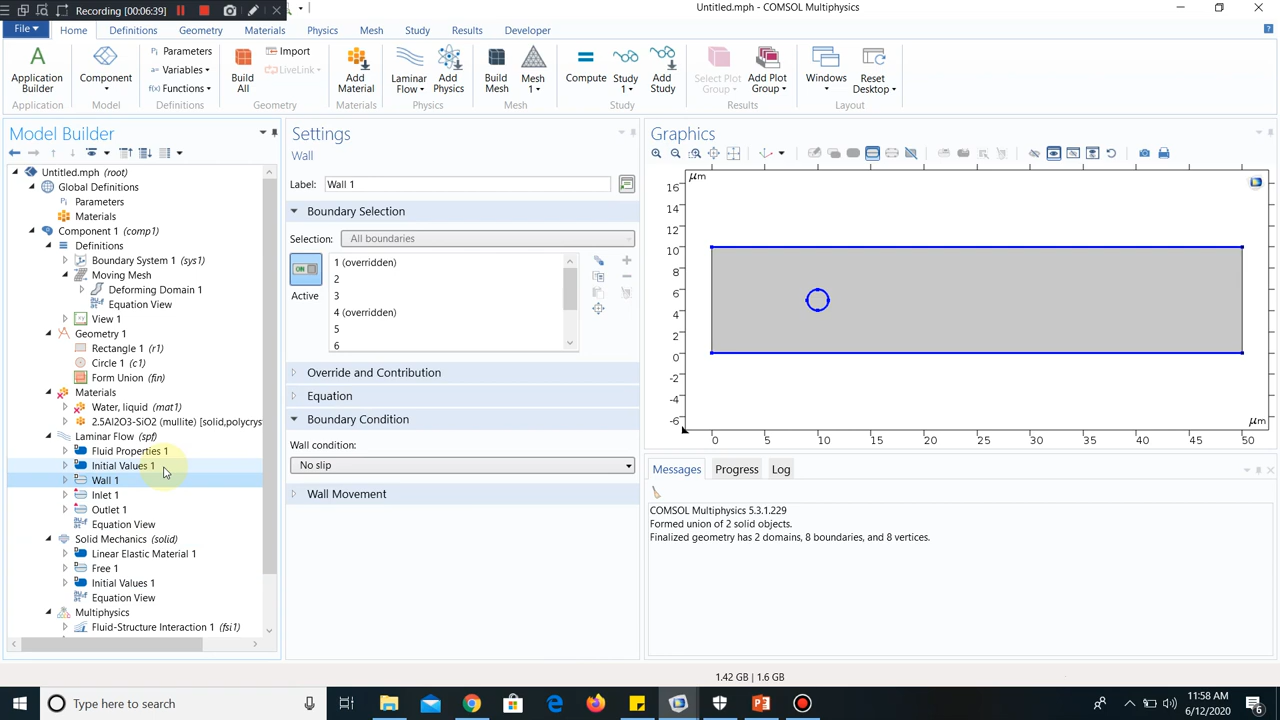 Recording [00:06:39]
Untitled.mph - COMSOL Multiphysics
File Home Definitions Geometry Materials Physics Mesh Study Results Developer
Application Builder
Application
Component
Model
Parameters
Variables
Functions
Definitions
Build All
Import
LiveLink
Geometry
Add Material
Materials
Laminar Flow
Add Physics
Physics
Build Mesh
Mesh 1
Mesh
Compute
Study 1
Add Study
Study
Select Plot Group
Add Plot Group
Results
Windows
Reset Desktop
Layout
Model Builder
Untitled.mph (root)
Global Definitions
Parameters
Materials
Component 1 (comp1)
Definitions
Boundary System 1 (sys1)
Moving Mesh
Deforming Domain 1
Equation View
View 1
Geometry 1
Rectangle 1 (r1)
Circle 1 (c1)
Form Union (fin)
Materials
Water, liquid (mat1)
2.5Al2O3-SiO2 (mullite) [solid,polycrys
Laminar Flow (spf)
Fluid Properties 1
Initial Values 1
Wall 1
Inlet 1
Outlet 1
Equation View
Solid Mechanics (solid)
Linear Elastic Material 1
Free 1
Initial Values 1
Equation View
Multiphysics
Fluid-Structure Interaction 1 (fsi1)
Settings
Wall
Label: Wall 1
Boundary Selection
Selection: All boundaries
ON
Active
1 (overridden)
2
3
4 (overridden)
5
6
Override and Contribution
Equation
Boundary Condition
Wall condition:
No slip
Wall Movement
Graphics
μm
16
14
12
10
8
6
4
2
0
-2
-4
-6
0 5 10 15 20 25 30 35 40 45 50
μm
Messages Progress Log
COMSOL Multiphysics 5.3.1.229
Formed union of 2 solid objects.
Finalized geometry has 2 domains, 8 boundaries, and 8 vertices.
1.42 GB | 1.6 GB
Type here to search
11:58 AM
6/12/2020
6